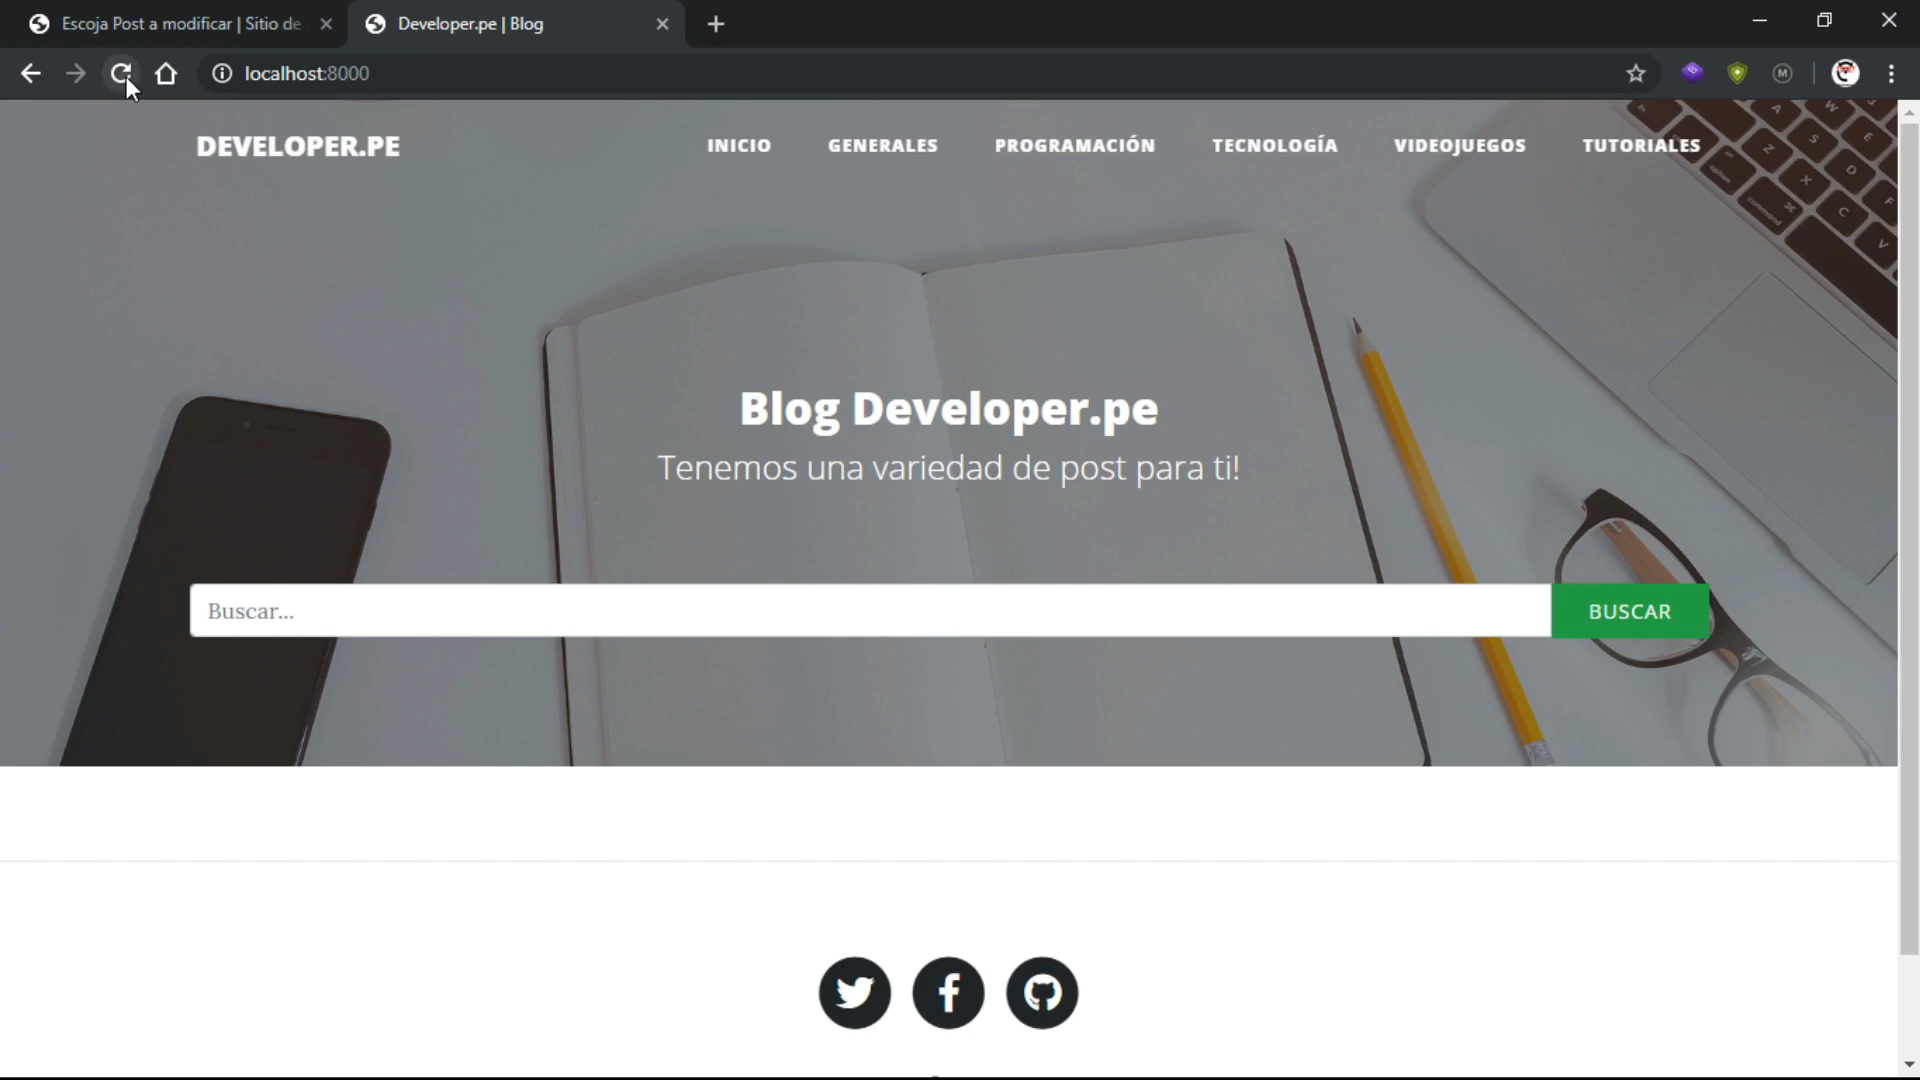 Escoja Post a modificar | Sitio de
Developer.pe | Blog
localhost:8000
DEVELOPER.PE
INICIO
GENERALES
PROGRAMACIÓN
TECNOLOGÍA
VIDEOJUEGOS
TUTORIALES
Blog Developer.pe
Tenemos una variedad de post para ti!
Buscar...
BUSCAR